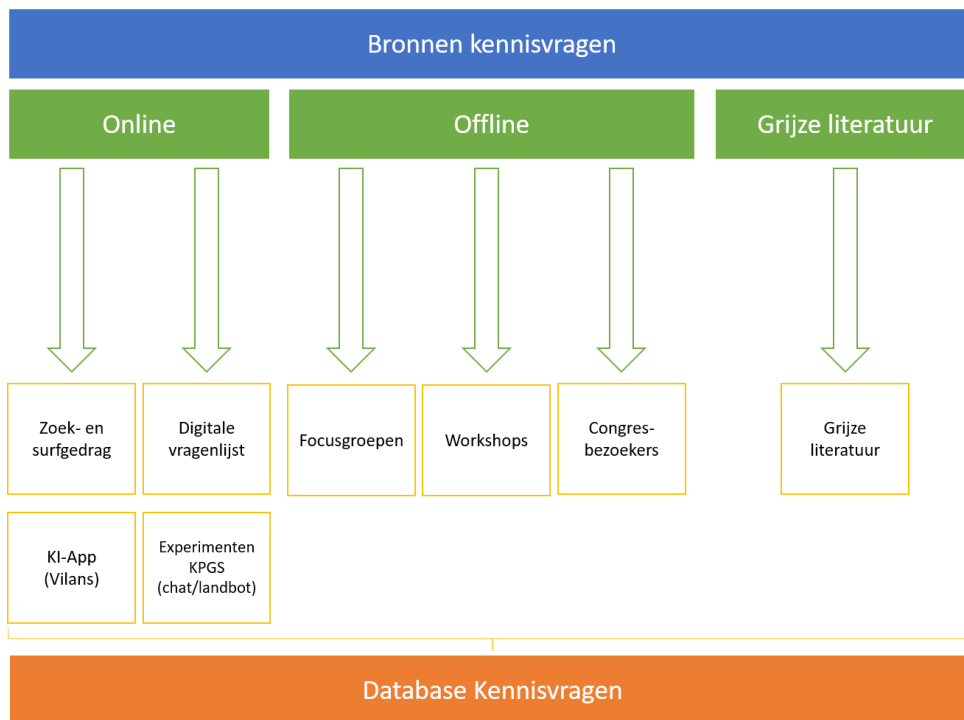 Bronnen kennisvragen
Online
Offline
Grijze literatuur
Zoek- en
surfgedrag
Digitale
vragenlijst
Focusgroepen
Workshops
Congres-
bezoekers
Grijze
literatuur
KI-App
(Vilans)
Experimenten
KPGS
(chat/landbot)
Database Kennisvragen